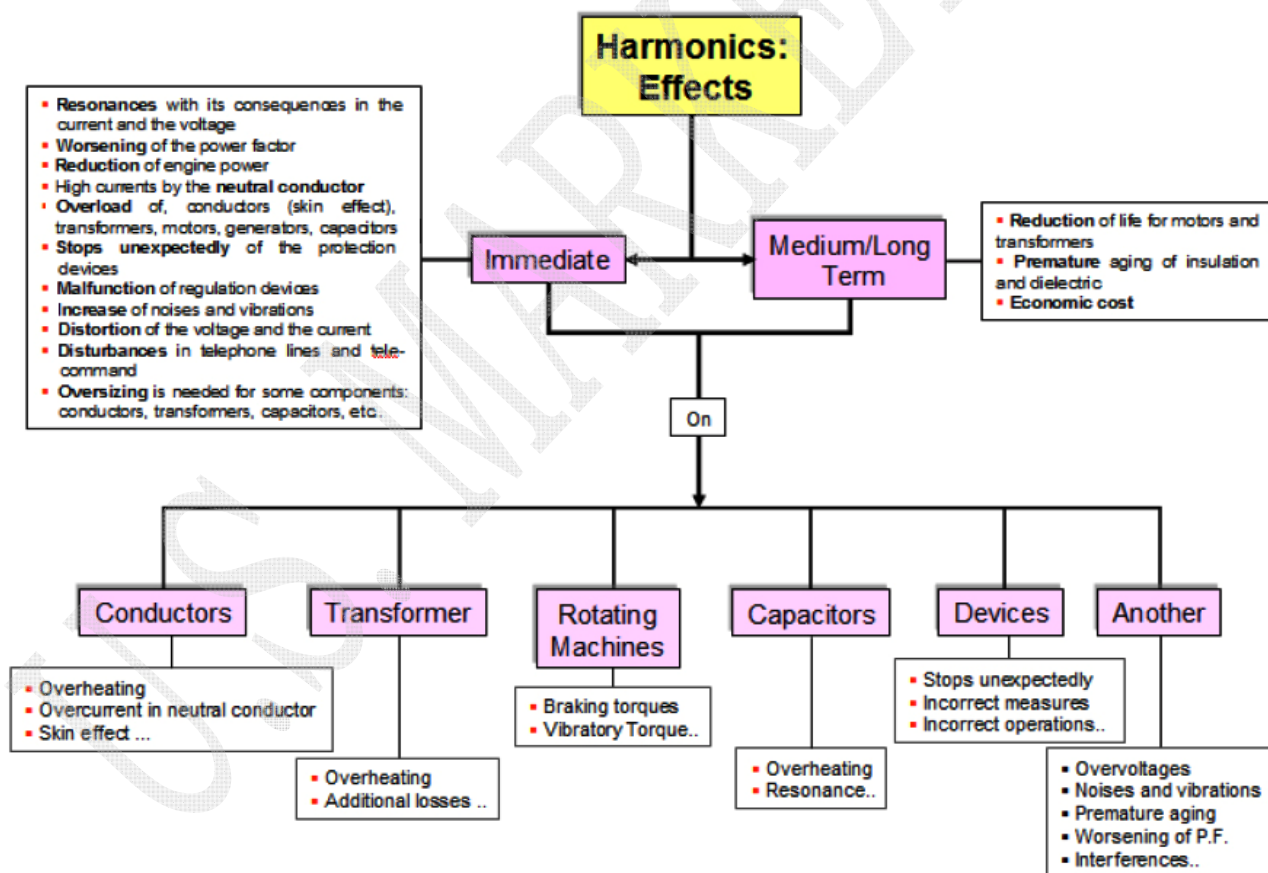 Harmonics:
Effects
▪ Resonances with its consequences in the
current and the voltage
▪ Worsening of the power factor
▪ Reduction of engine power
▪ High currents by the neutral conductor
▪ Overload of, conductors (skin effect),
transformers, motors, generators, capacitors
▪ Stops unexpectedly of the protection
devices
▪ Malfunction of regulation devices
▪ Increase of noises and vibrations
▪ Distortion of the voltage and the current
▪ Disturbances in telephone lines and tele-
command
▪ Oversizing is needed for some components:
conductors, transformers, capacitors, etc..
Immediate
Medium/Long
Term
▪ Reduction of life for motors and
transformers
▪ Premature aging of insulation
and dielectric
▪ Economic cost
On
Conductors
▪ Overheating
▪ Overcurrent in neutral conductor
▪ Skin effect ...
Transformer
▪ Overheating
▪ Additional losses ..
Rotating
Machines
▪ Braking torques
▪ Vibratory Torque..
Capacitors
▪ Overheating
▪ Resonance..
Devices
▪ Stops unexpectedly
▪ Incorrect measures
▪ Incorrect operations..
Another
▪ Overvoltages
▪ Noises and vibrations
▪ Premature aging
▪ Worsening of P.F.
▪ Interferences..
U.S. MARKE